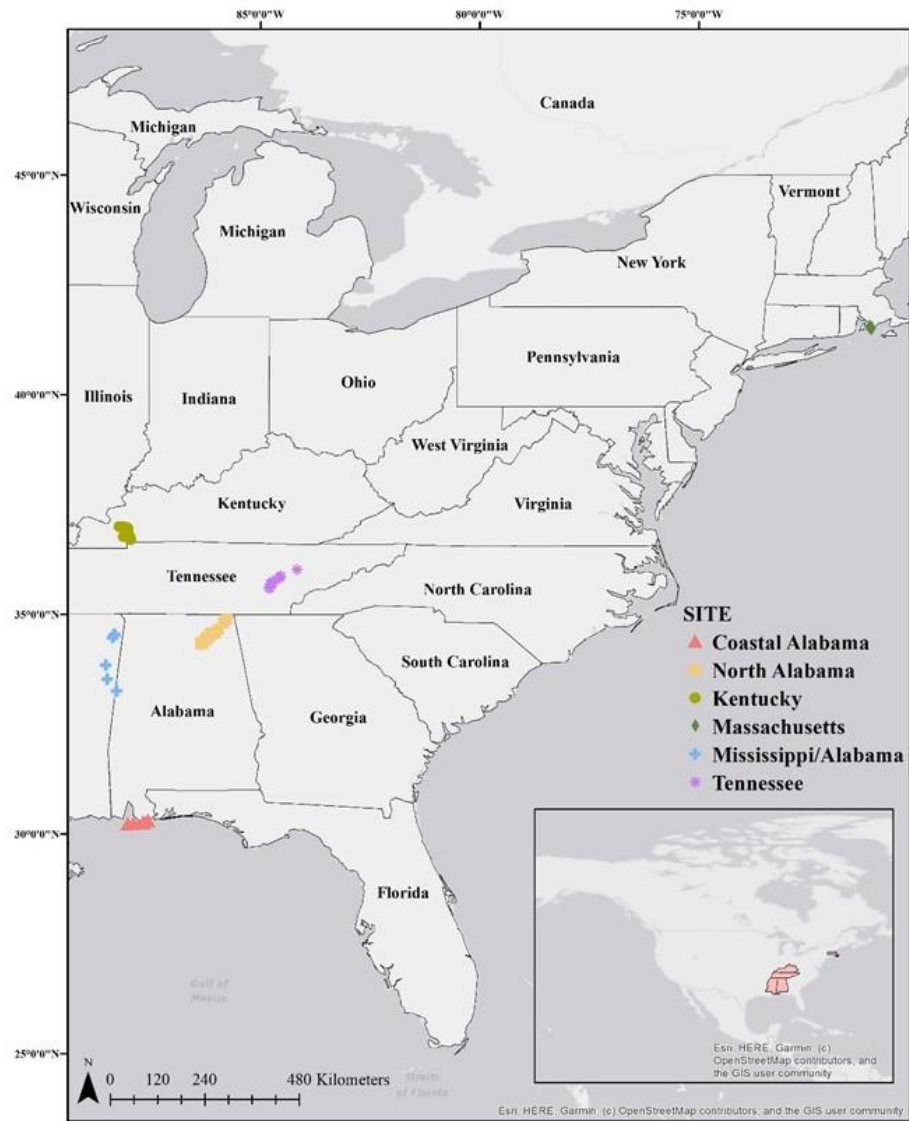 85°0'0"W 80°0'0"W 75°0'0"W
Canada
Michigan
45°0'0"N
Vermont
Wisconsin
Michigan
New York
Pennsylvania
40°0'0"N
Illinois
Indiana
Ohio
West Virginia
Kentucky
Virginia
Tennessee
North Carolina
35°0'0"N
SITE
Coastal Alabama
North Alabama
Kentucky
Massachusetts
Mississippi/Alabama
Tennessee
South Carolina
Alabama
Georgia
30°0'0"N
Florida
Gulf of
Mexico
25°0'0"N
N
0 120 240 480 Kilometers
Straits
of Florida
Esri, HERE, Garmin, (c)
OpenStreetMap contributors, and
the GIS user community
Esri, HERE, Garmin, (c) OpenStreetMap contributors, and the GIS user community